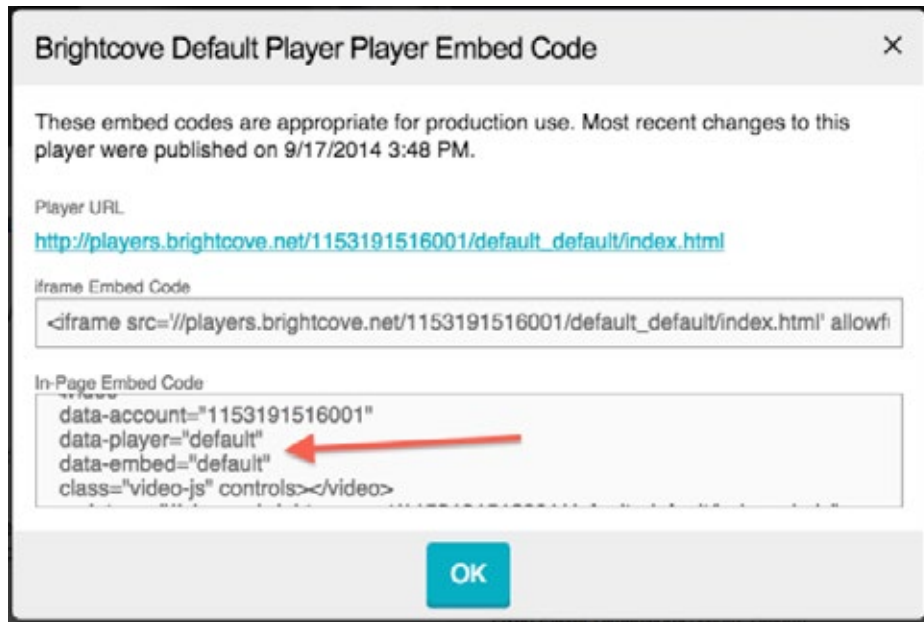 Brightcove Default Player Player Embed Code
×
These embed codes are appropriate for production use. Most recent changes to this
player were published on 9/17/2014 3:48 PM.
Player URL
http://players.brightcove.net/1153191516001/default_default/index.html
iframe Embed Code
<iframe src='//players.brightcove.net/1153191516001/default_default/index.html' allowf
In-Page Embed Code
data-account="1153191516001"
data-player="default"
data-embed="default"
class="video-js" controls></video>
OK